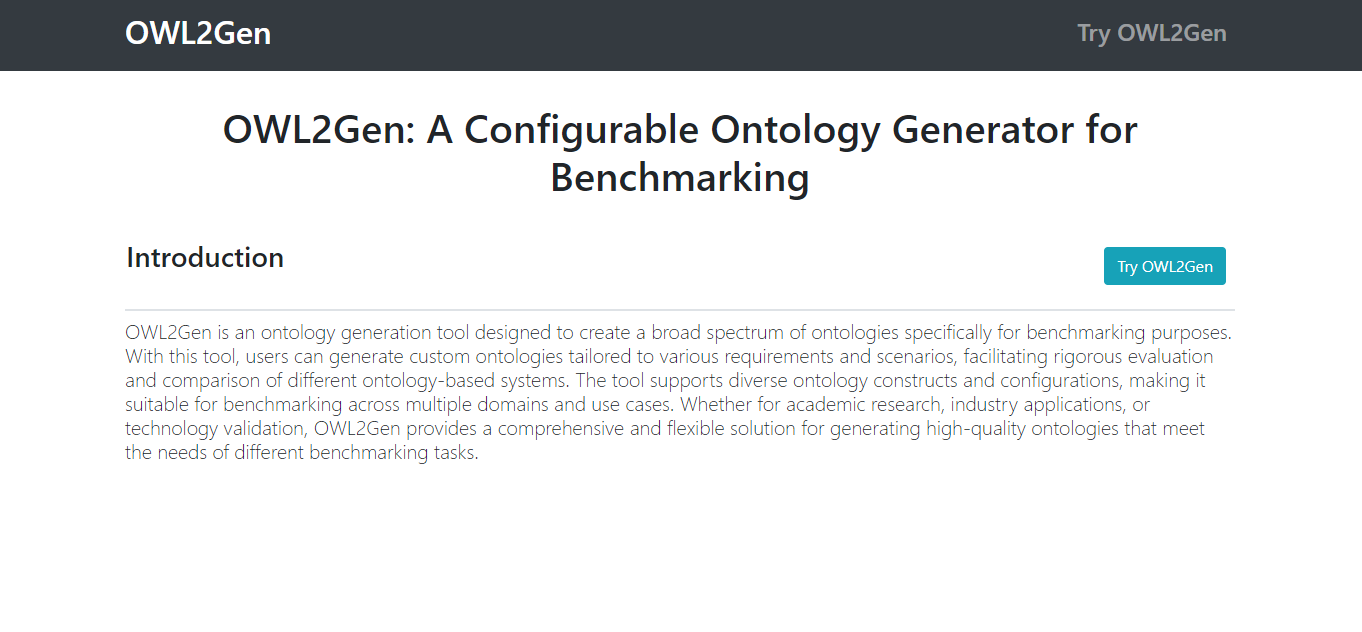 OWL2Gen
Try OWL2Gen
OWL2Gen: A Configurable Ontology Generator for
Benchmarking
Introduction
Try OWL2Gen
OWL2Gen is an ontology generation tool designed to create a broad spectrum of ontologies specifically for benchmarking purposes.
With this tool, users can generate custom ontologies tailored to various requirements and scenarios, facilitating rigorous evaluation
and comparison of different ontology-based systems. The tool supports diverse ontology constructs and configurations, making it
suitable for benchmarking across multiple domains and use cases. Whether for academic research, industry applications, or
technology validation, OWL2Gen provides a comprehensive and flexible solution for generating high-quality ontologies that meet
the needs of different benchmarking tasks.